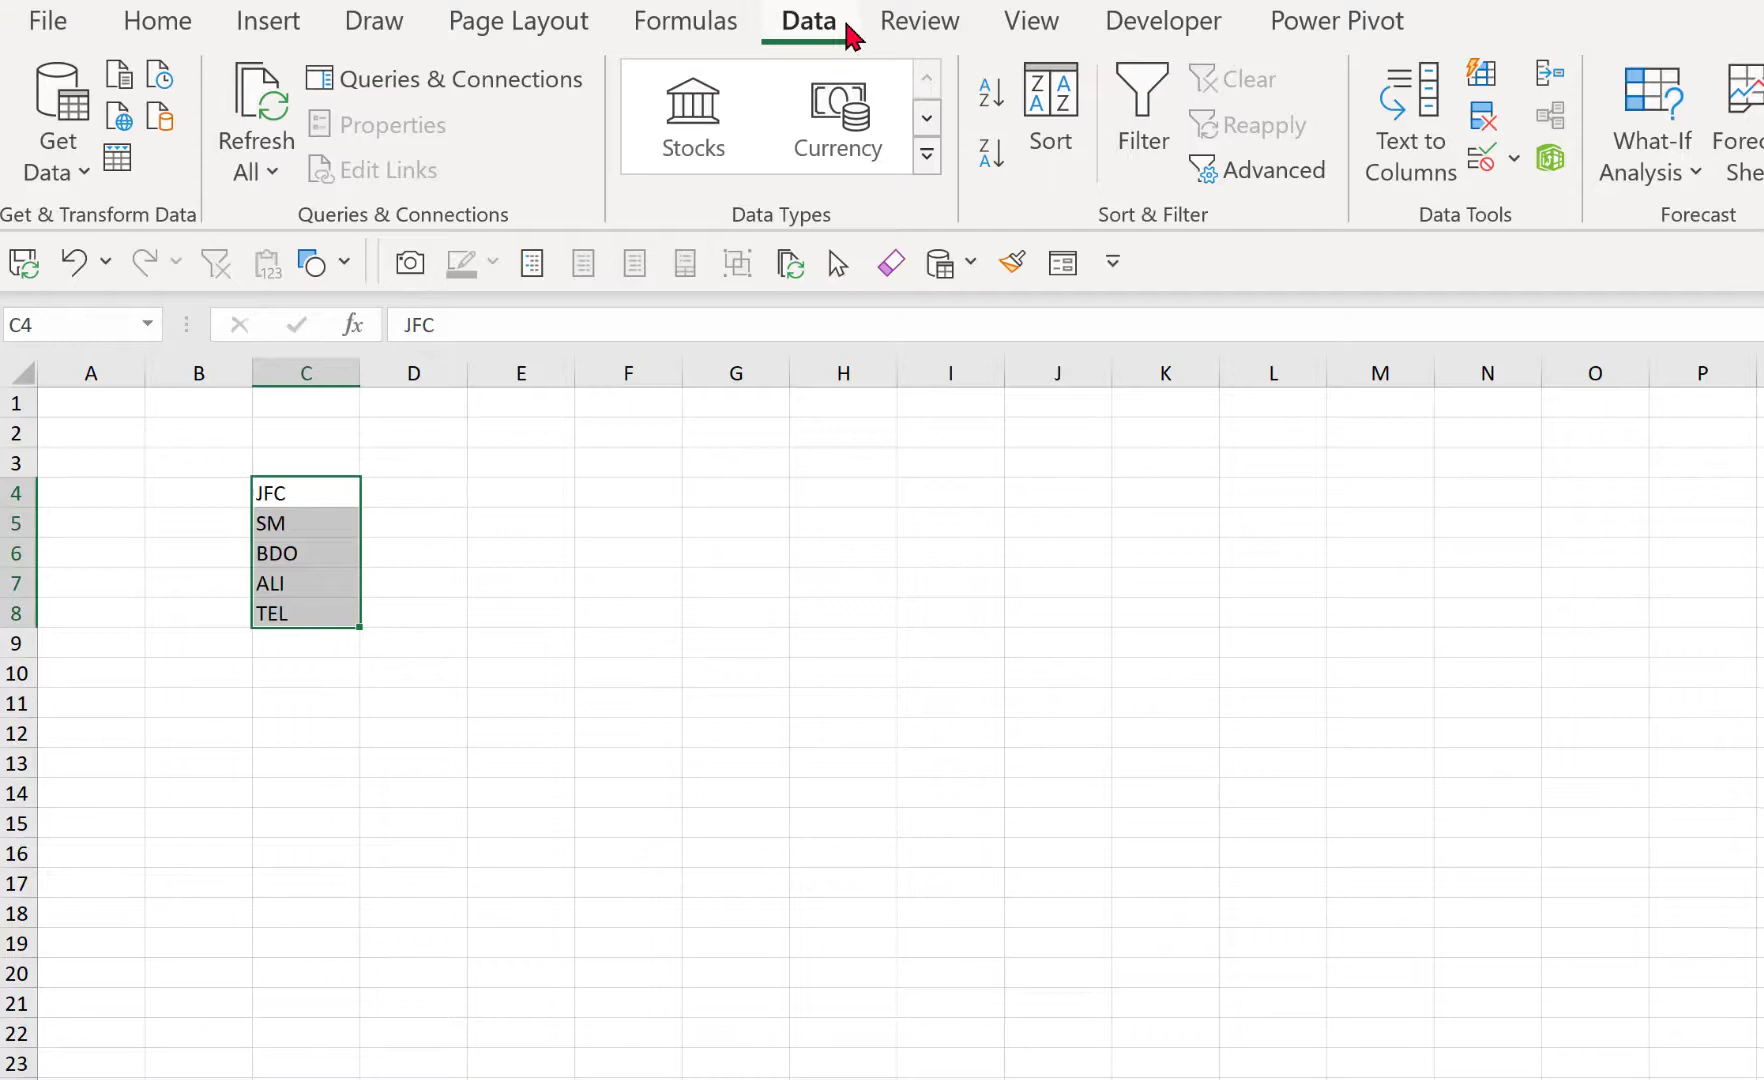 File Home Insert Draw Page Layout Formulas Data Review View Developer Power Pivot
Get Data
Refresh All
Queries & Connections
Properties
Edit Links
Stocks
Currency
Sort
Filter
Clear
Reapply
Advanced
Text to Columns
What-If Analysis
Get & Transform Data Queries & Connections Data Types Sort & Filter Data Tools Forecast
C4 fx JFC
A B C D E F G H I J K L M N O P
1
2
3
4 JFC
5 SM
6 BDO
7 ALI
8 TEL
9
10
11
12
13
14
15
16
17
18
19
20
21
22
23